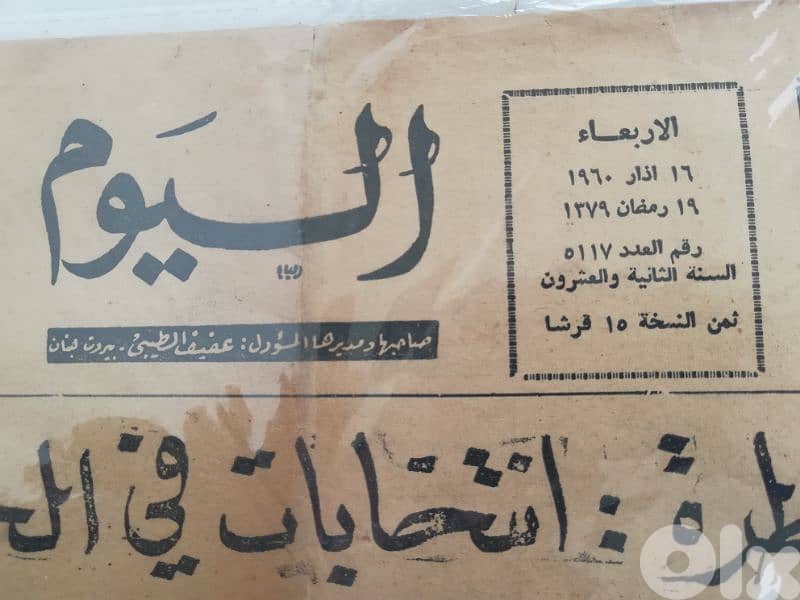 اليوم
صاحبها ومديرها المسؤول : عفيف الطيبي - بيروت لبنان
الاربعاء
١٦ اذار ١٩٦٠
١٩ رمضان ١٣٧٩
رقم العدد ٥١١٧
السنة الثانية والعشرون
ثمن النسخة ١٥ قرشا
: انتخابات في
olx